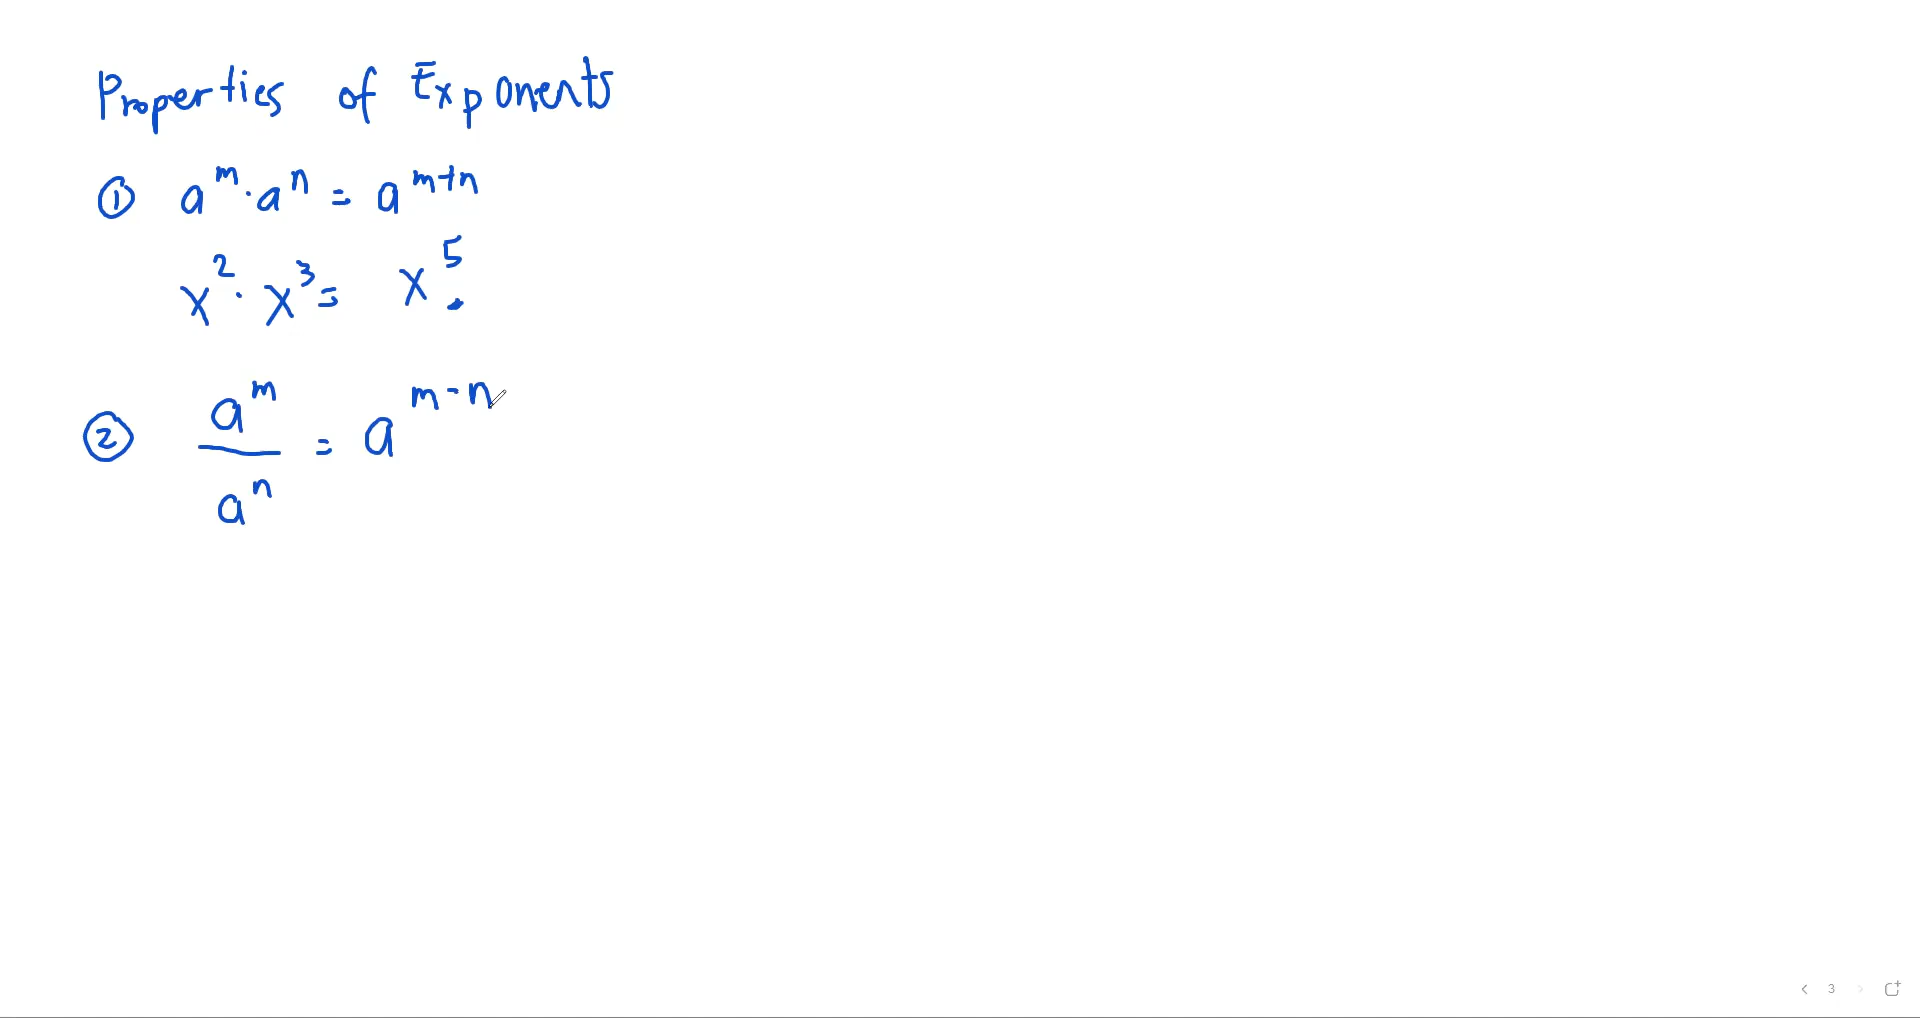 Properties of Exponents
① a^m · a^n = a^(m+n)
x^2 · x^3 = x^5.
② a^m / a^n = a^(m-n)
3